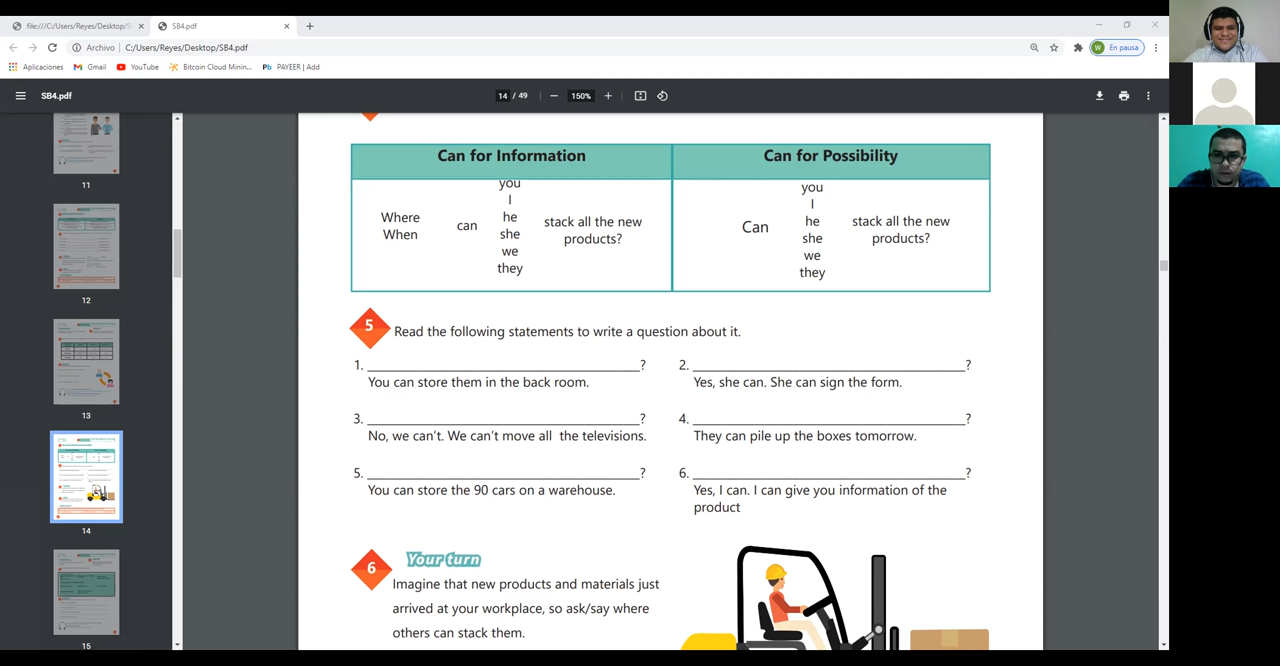 file:///C:/Users/Reyes/Desktop/S
SB4.pdf
Archivo
C:/Users/Reyes/Desktop/SB4.pdf
W
En pausa
Aplicaciones
Gmail
YouTube
Bitcoin Cloud Minin...
Pb PAYEER | Add
SB4.pdf
14 / 49
150%
11
12
13
14
15
Can for Information
Can for Possibility
Where
When
can
you
I
he
she
we
they
stack all the new
products?
Can
you
I
he
she
we
they
stack all the new
products?
5 Read the following statements to write a question about it.
1. ________________________________________?
You can store them in the back room.
2. ________________________________________?
Yes, she can. She can sign the form.
3. ________________________________________?
No, we can't. We can't move all the televisions.
4. ________________________________________?
They can pile up the boxes tomorrow.
5. ________________________________________?
You can store the 90 cars on a warehouse.
6. ________________________________________?
Yes, I can. I can give you information of the
product
6 Your turn
Imagine that new products and materials just
arrived at your workplace, so ask/say where
others can stack them.